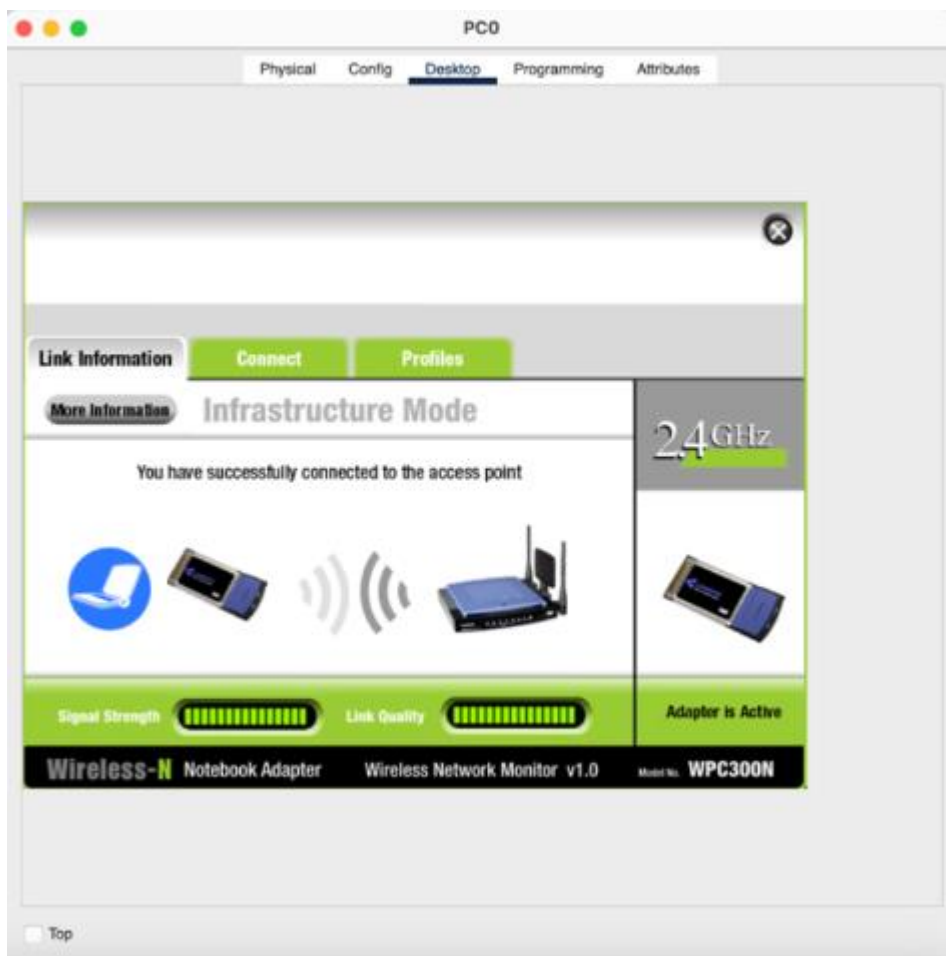 PC0
Physical Config Desktop Programming Attributes
Link Information Connect Profiles
More Information Infrastructure Mode
2.4 GHz
You have successfully connected to the access point
Signal Strength Link Quality Adapter is Active
Wireless-N Notebook Adapter Wireless Network Monitor v1.0 Model No. WPC300N
Top